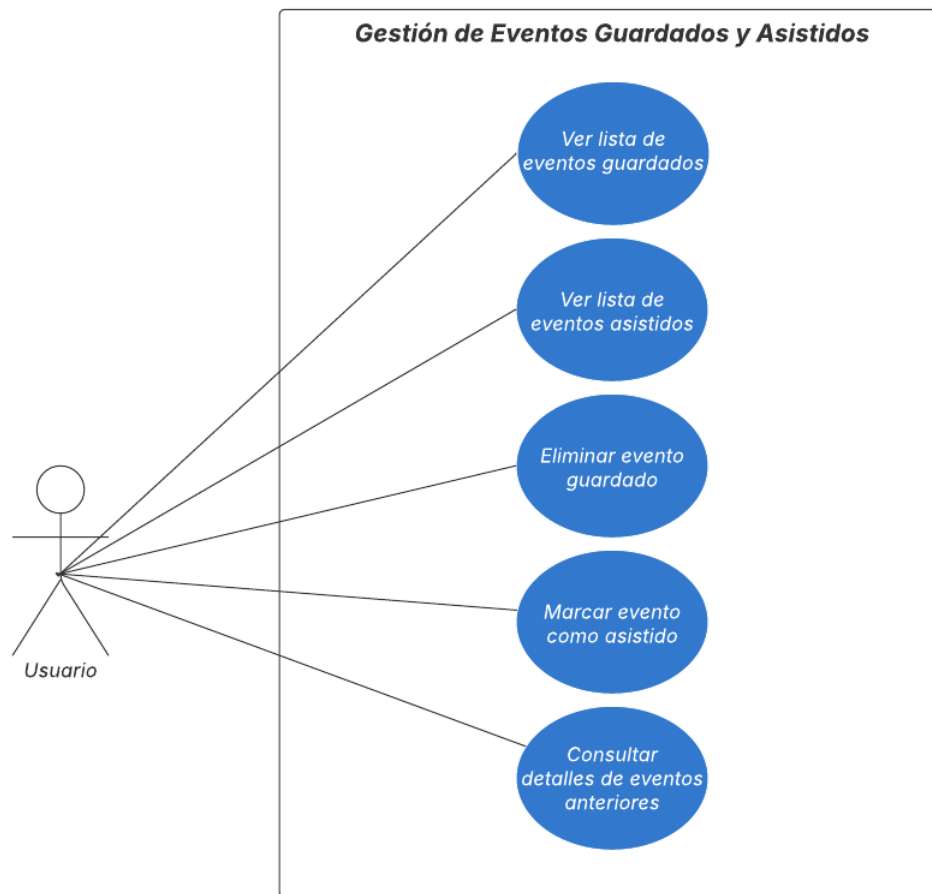 Gestión de Eventos Guardados y Asistidos
Ver lista de
eventos guardados
Ver lista de
eventos asistidos
Eliminar evento
guardado
Marcar evento
como asistido
Usuario
Consultar
detalles de eventos
anteriores